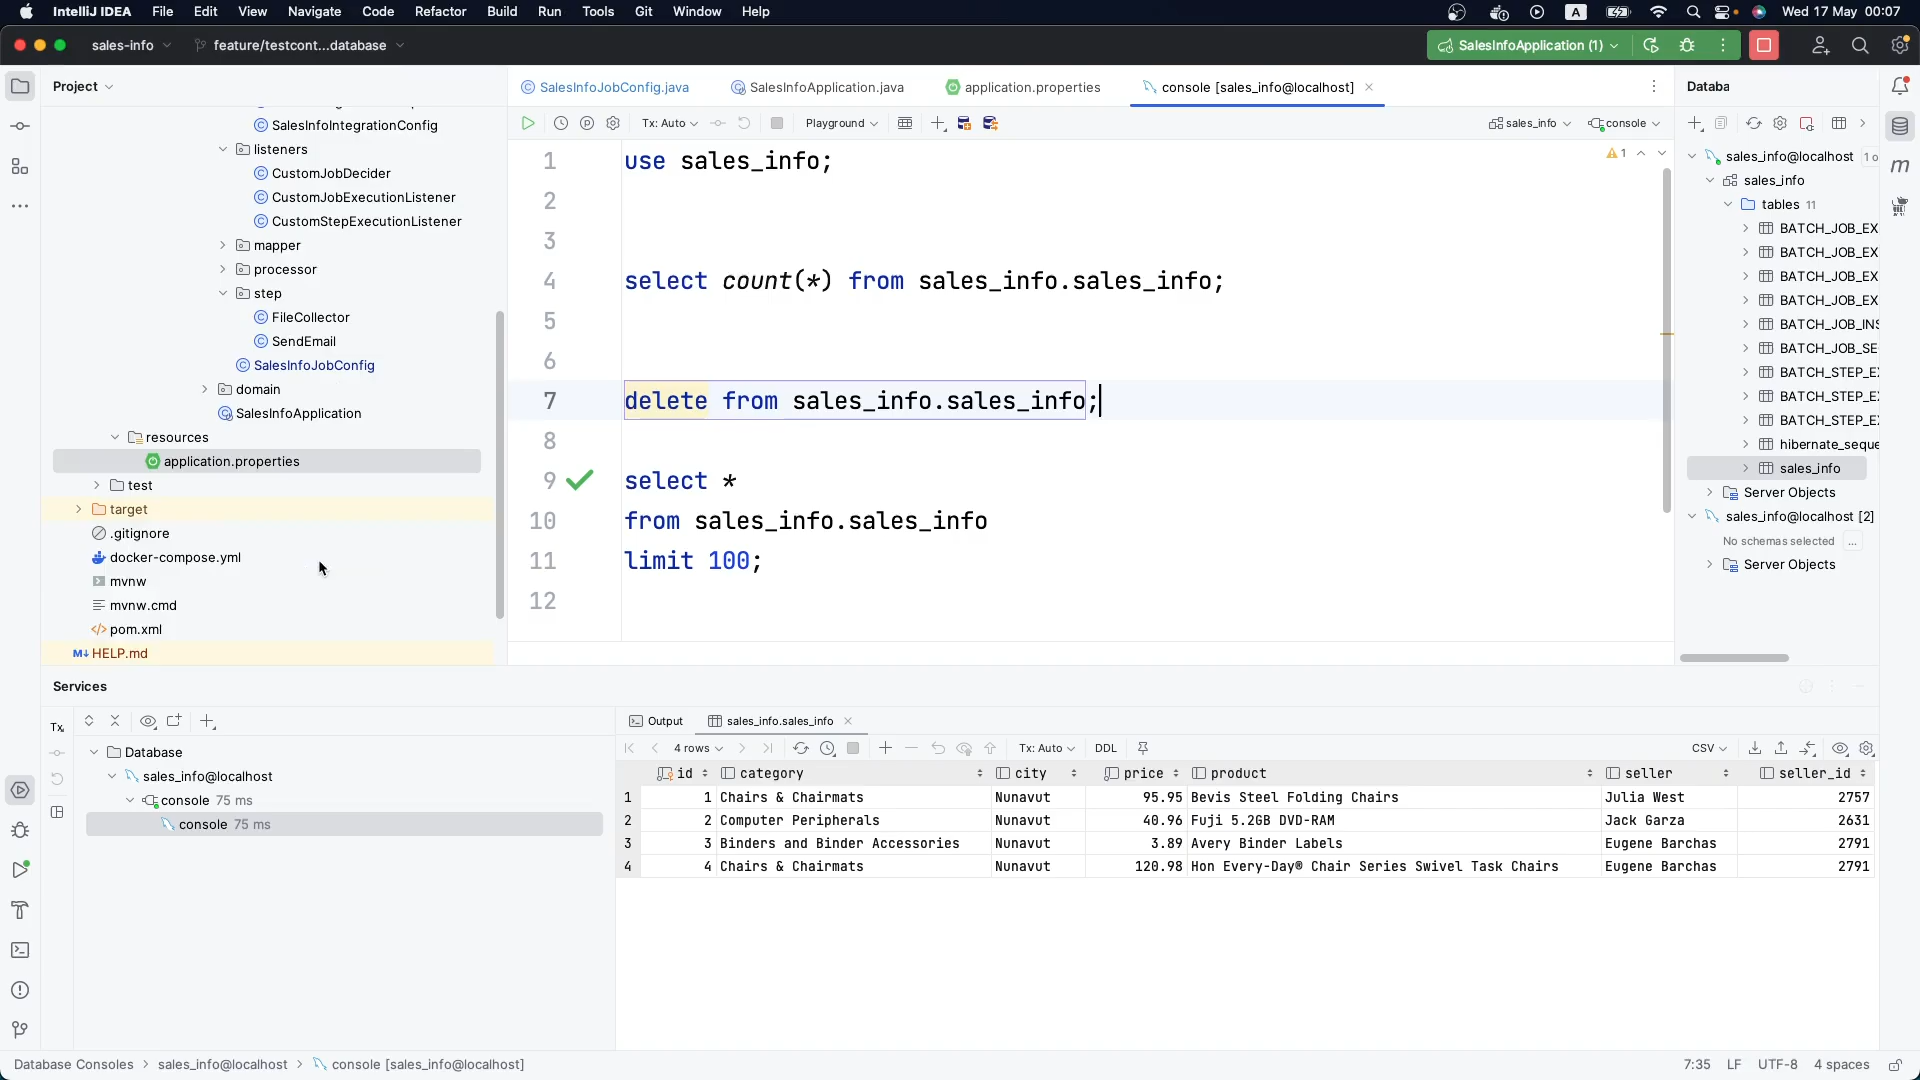 IntelliJ IDEA File Edit View Navigate Code Refactor Build Run Tools Git Window Help A Wed 17 May 00:07
sales-info feature/testcont...database SalesInfoApplication (1)
Project
SalesInfoJobConfig.java SalesInfoApplication.java application.properties console [sales_info@localhost] Databa
Tx: Auto Playground sales_info console
SalesInfoIntegrationConfig
listeners
CustomJobDecider
CustomJobExecutionListener
CustomStepExecutionListener
mapper
processor
step
FileCollector
SendEmail
SalesInfoJobConfig
domain
SalesInfoApplication
resources
application.properties
test
target
.gitignore
docker-compose.yml
mvnw
mvnw.cmd
pom.xml
M↓ HELP.md
1 use sales_info; 1
2
3
4 select count(*) from sales_info.sales_info;
5
6
7 delete from sales_info.sales_info;
8
9 select *
10 from sales_info.sales_info
11 limit 100;
12
sales_info@localhost 1 o
sales_info
tables 11
BATCH_JOB_EX
BATCH_JOB_EX
BATCH_JOB_EX
BATCH_JOB_EX
BATCH_JOB_INS
BATCH_JOB_SE
BATCH_STEP_EX
BATCH_STEP_EX
BATCH_STEP_EX
hibernate_seque
sales_info
Server Objects
sales_info@localhost [2]
No schemas selected ...
Server Objects
m
Services
Tx
Database
sales_info@localhost
console 75 ms
console 75 ms
Output sales_info.sales_info
4 rows Tx: Auto DDL CSV
id category city price product seller seller_id
1 1 Chairs & Chairmats Nunavut 95.95 Bevis Steel Folding Chairs Julia West 2757
2 2 Computer Peripherals Nunavut 40.96 Fuji 5.2GB DVD-RAM Jack Garza 2631
3 3 Binders and Binder Accessories Nunavut 3.89 Avery Binder Labels Eugene Barchas 2791
4 4 Chairs & Chairmats Nunavut 120.98 Hon Every-Day® Chair Series Swivel Task Chairs Eugene Barchas 2791
Database Consoles > sales_info@localhost > console [sales_info@localhost] 7:35 LF UTF-8 4 spaces